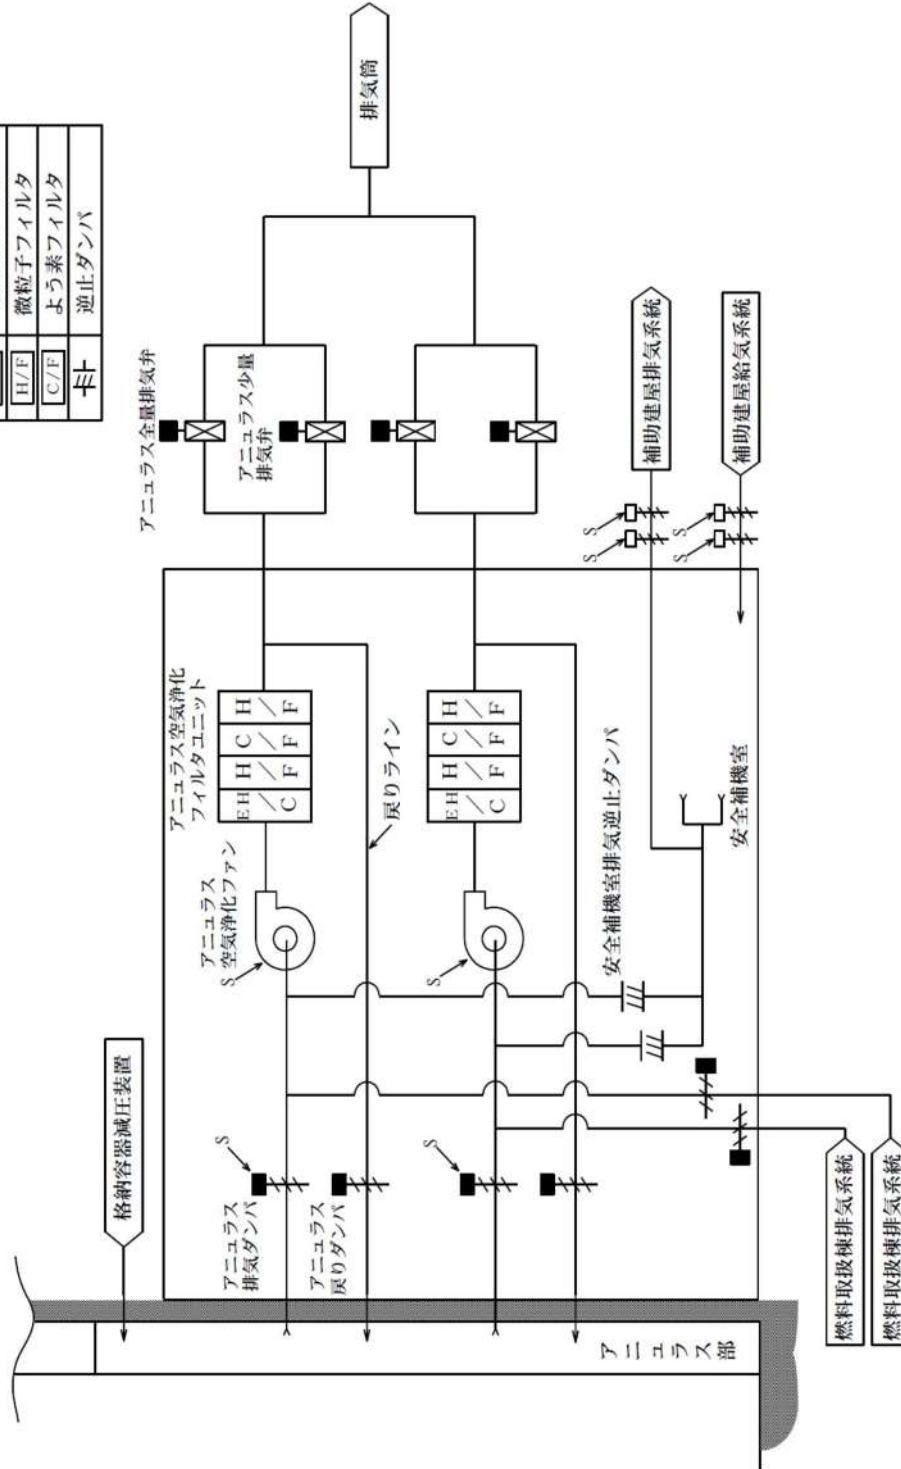 H/F 微粒子フィルタ
C/F よう素フィルタ
逆止ダンパ
排気筒
アニュラス全量排気弁
アニュラス少量
排気弁
補助建屋排気系統
補助建屋給気系統
S
S
S
S
アニュラス空気浄化
フィルタユニット
EH/C
H/F
C/F
H/F
アニュラス
空気浄化ファン
S
戻りライン
EH/C
H/F
C/F
H/F
S
安全補機室排気逆止ダンパ
安全補機室
格納容器減圧装置
アニュラス
排気ダンパ
S
アニュラス
戻りダンパ
S
アニュラス部
燃料取扱棟排気系統
燃料取扱棟排気系統